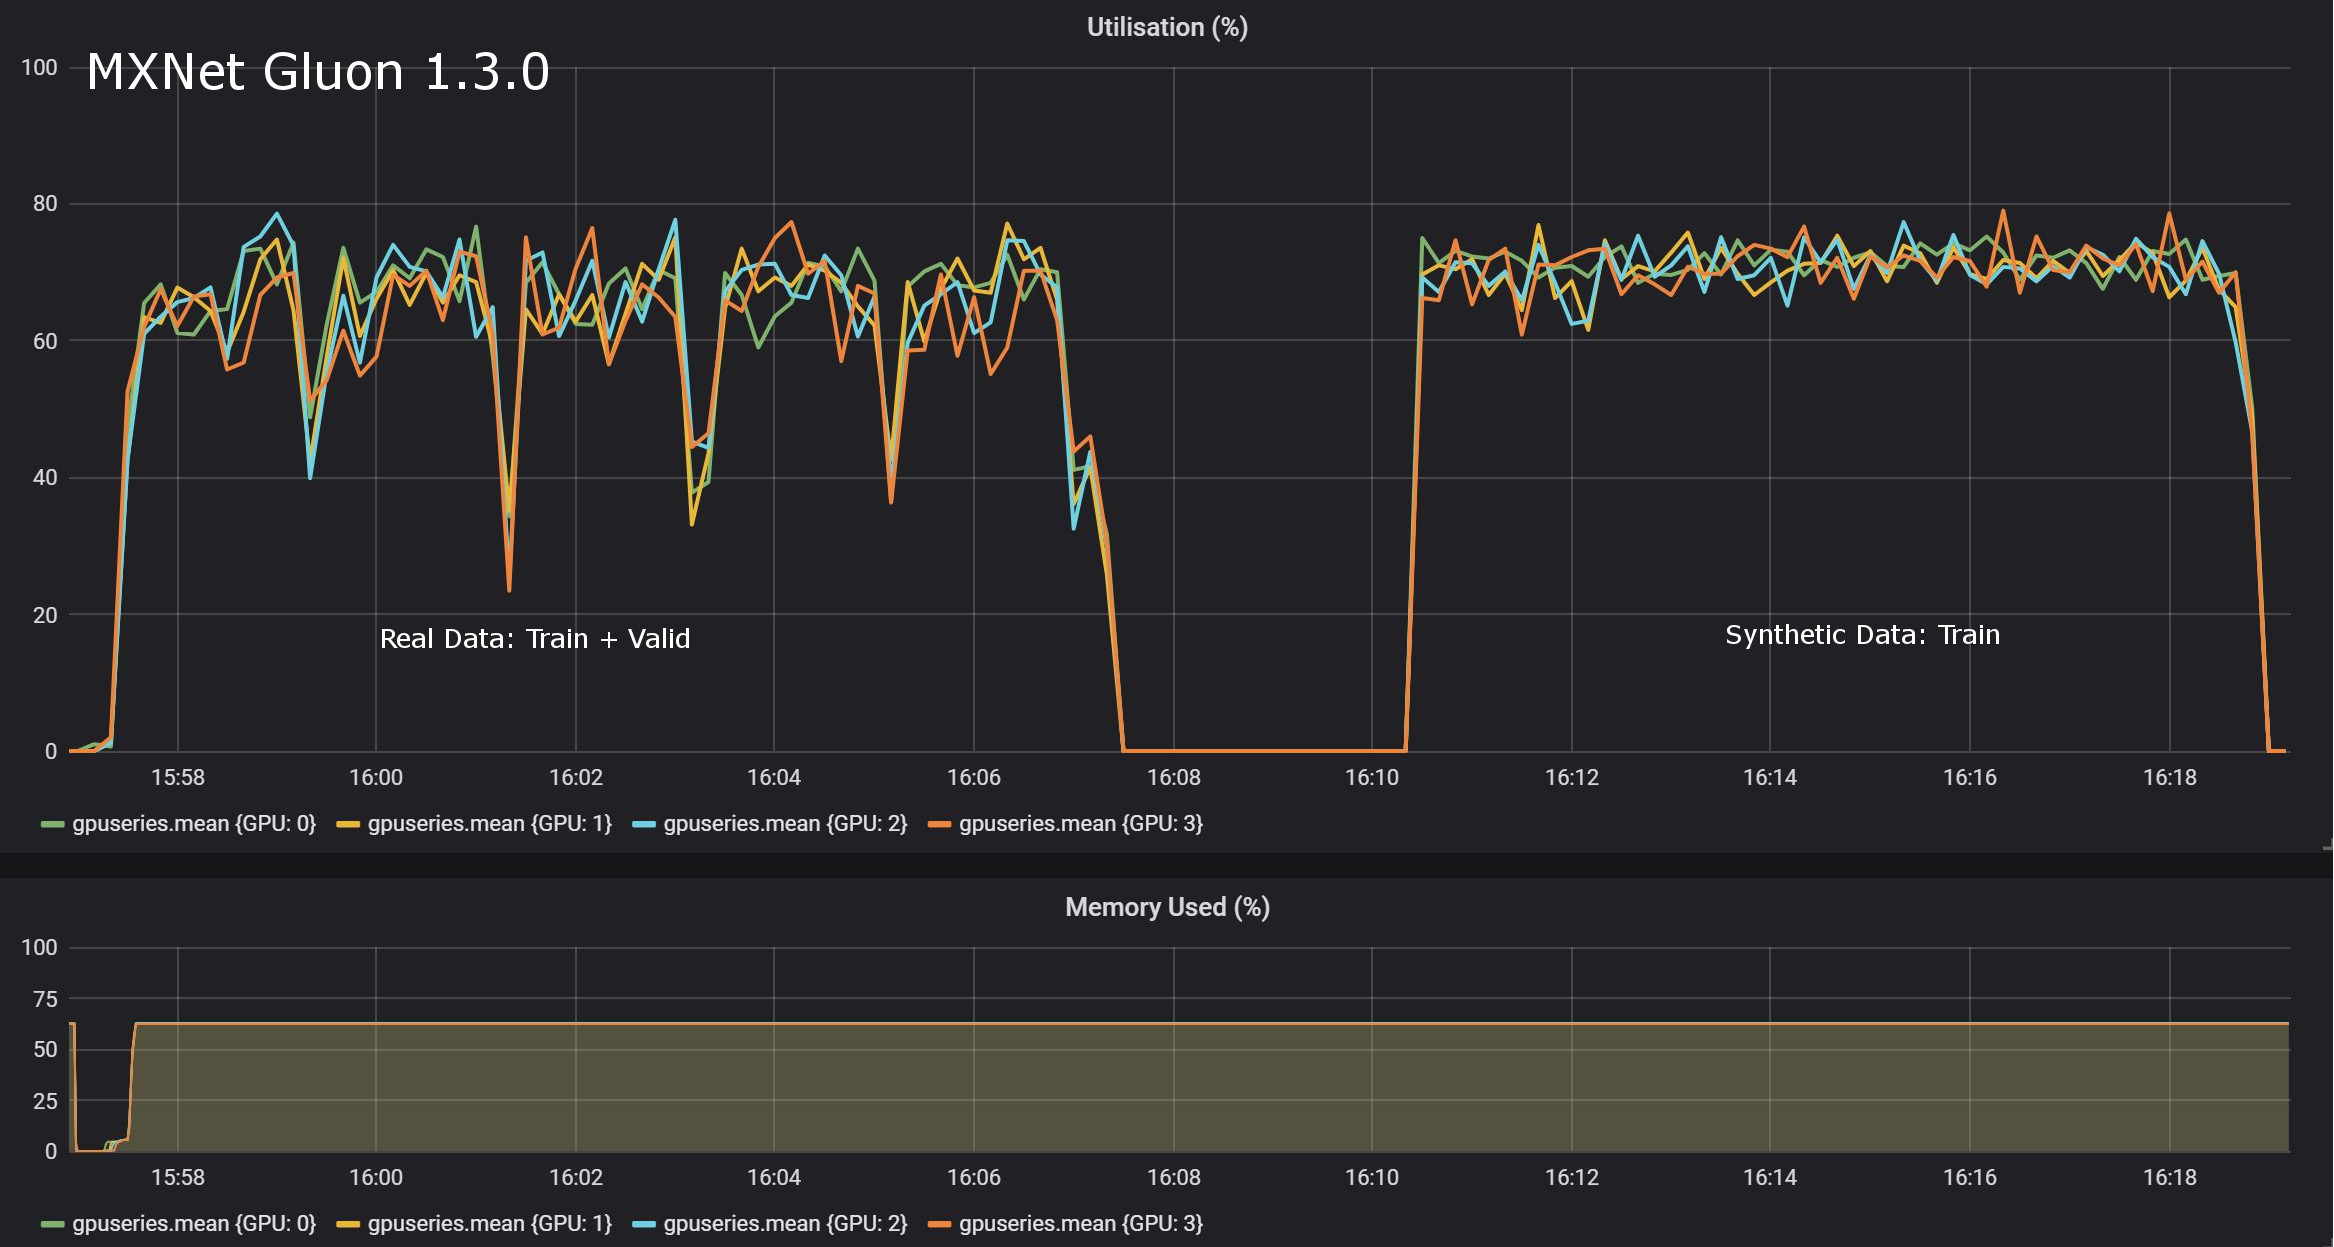 Utilisation (%)
MXNet Gluon 1.3.0
100
80
60
40
20
0
Real Data: Train + Valid
Synthetic Data: Train
15:58 16:00 16:02 16:04 16:06 16:08 16:10 16:12 16:14 16:16 16:18
gpuseries.mean {GPU: 0} gpuseries.mean {GPU: 1} gpuseries.mean {GPU: 2} gpuseries.mean {GPU: 3}
Memory Used (%)
100
75
50
25
0
15:58 16:00 16:02 16:04 16:06 16:08 16:10 16:12 16:14 16:16 16:18
gpuseries.mean {GPU: 0} gpuseries.mean {GPU: 1} gpuseries.mean {GPU: 2} gpuseries.mean {GPU: 3}